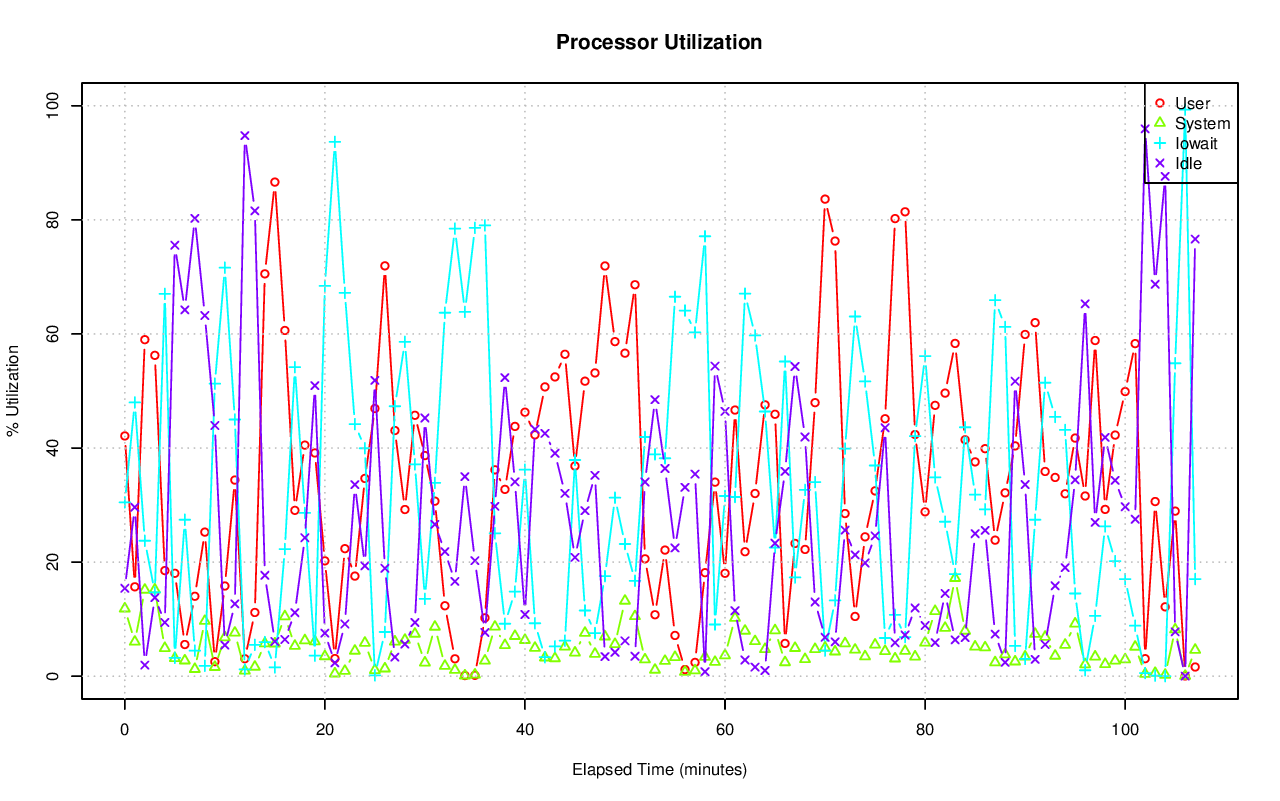 Processor Utilization
% Utilization
100
80
60
40
20
0
User
System
Iowait
Idle
0 20 40 60 80 100
Elapsed Time (minutes)